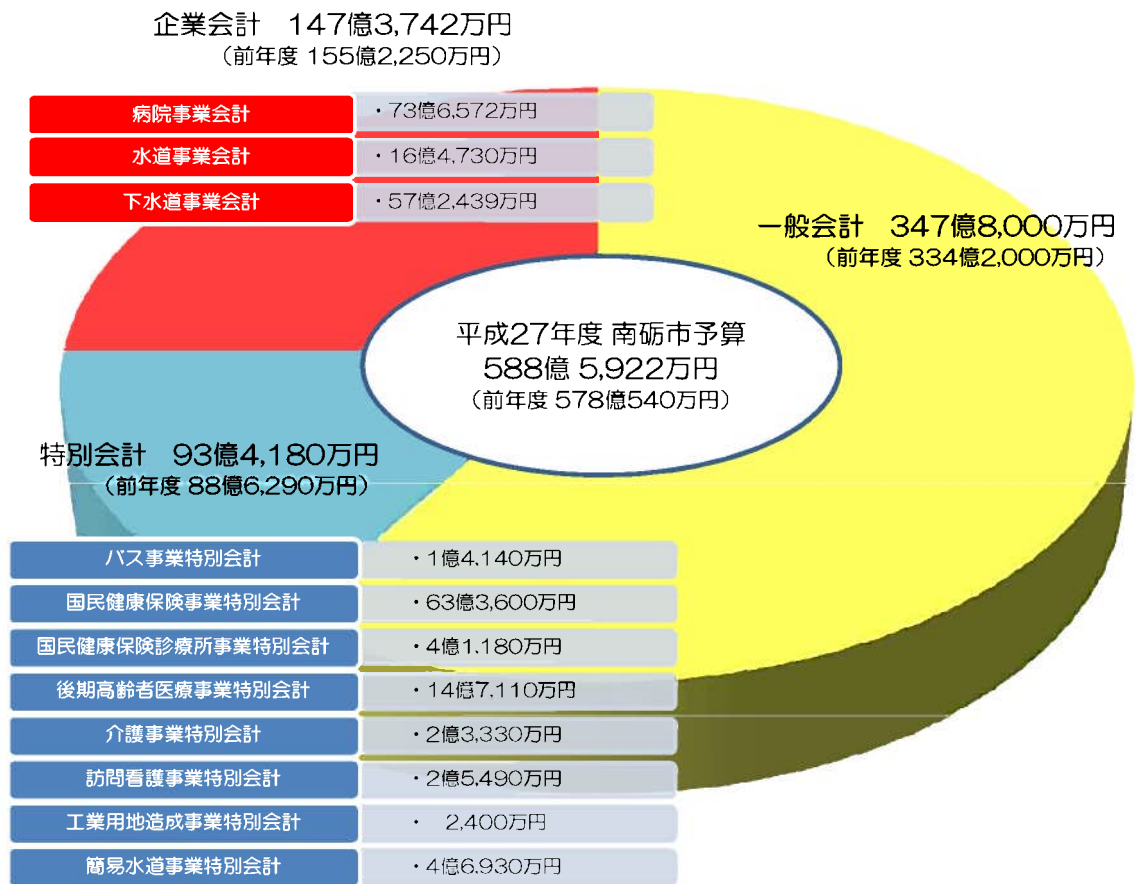 企業会計 147億3,742万円
（前年度 155億2,250万円）
病院事業会計 ・73億6,572万円
水道事業会計 ・16億4,730万円
下水道事業会計 ・57億2,439万円
一般会計 347億8,000万円
（前年度 334億2,000万円）
平成27年度 南砺市予算
588億 5,922万円
（前年度 578億540万円）
特別会計 93億4,180万円
（前年度 88億6,290万円）
バス事業特別会計 ・1億4,140万円
国民健康保険事業特別会計 ・63億3,600万円
国民健康保険診療所事業特別会計 ・4億1,180万円
後期高齢者医療事業特別会計 ・14億7,110万円
介護事業特別会計 ・2億3,330万円
訪問看護事業特別会計 ・2億5,490万円
工業用地造成事業特別会計 ・ 2,400万円
簡易水道事業特別会計 ・4億6,930万円